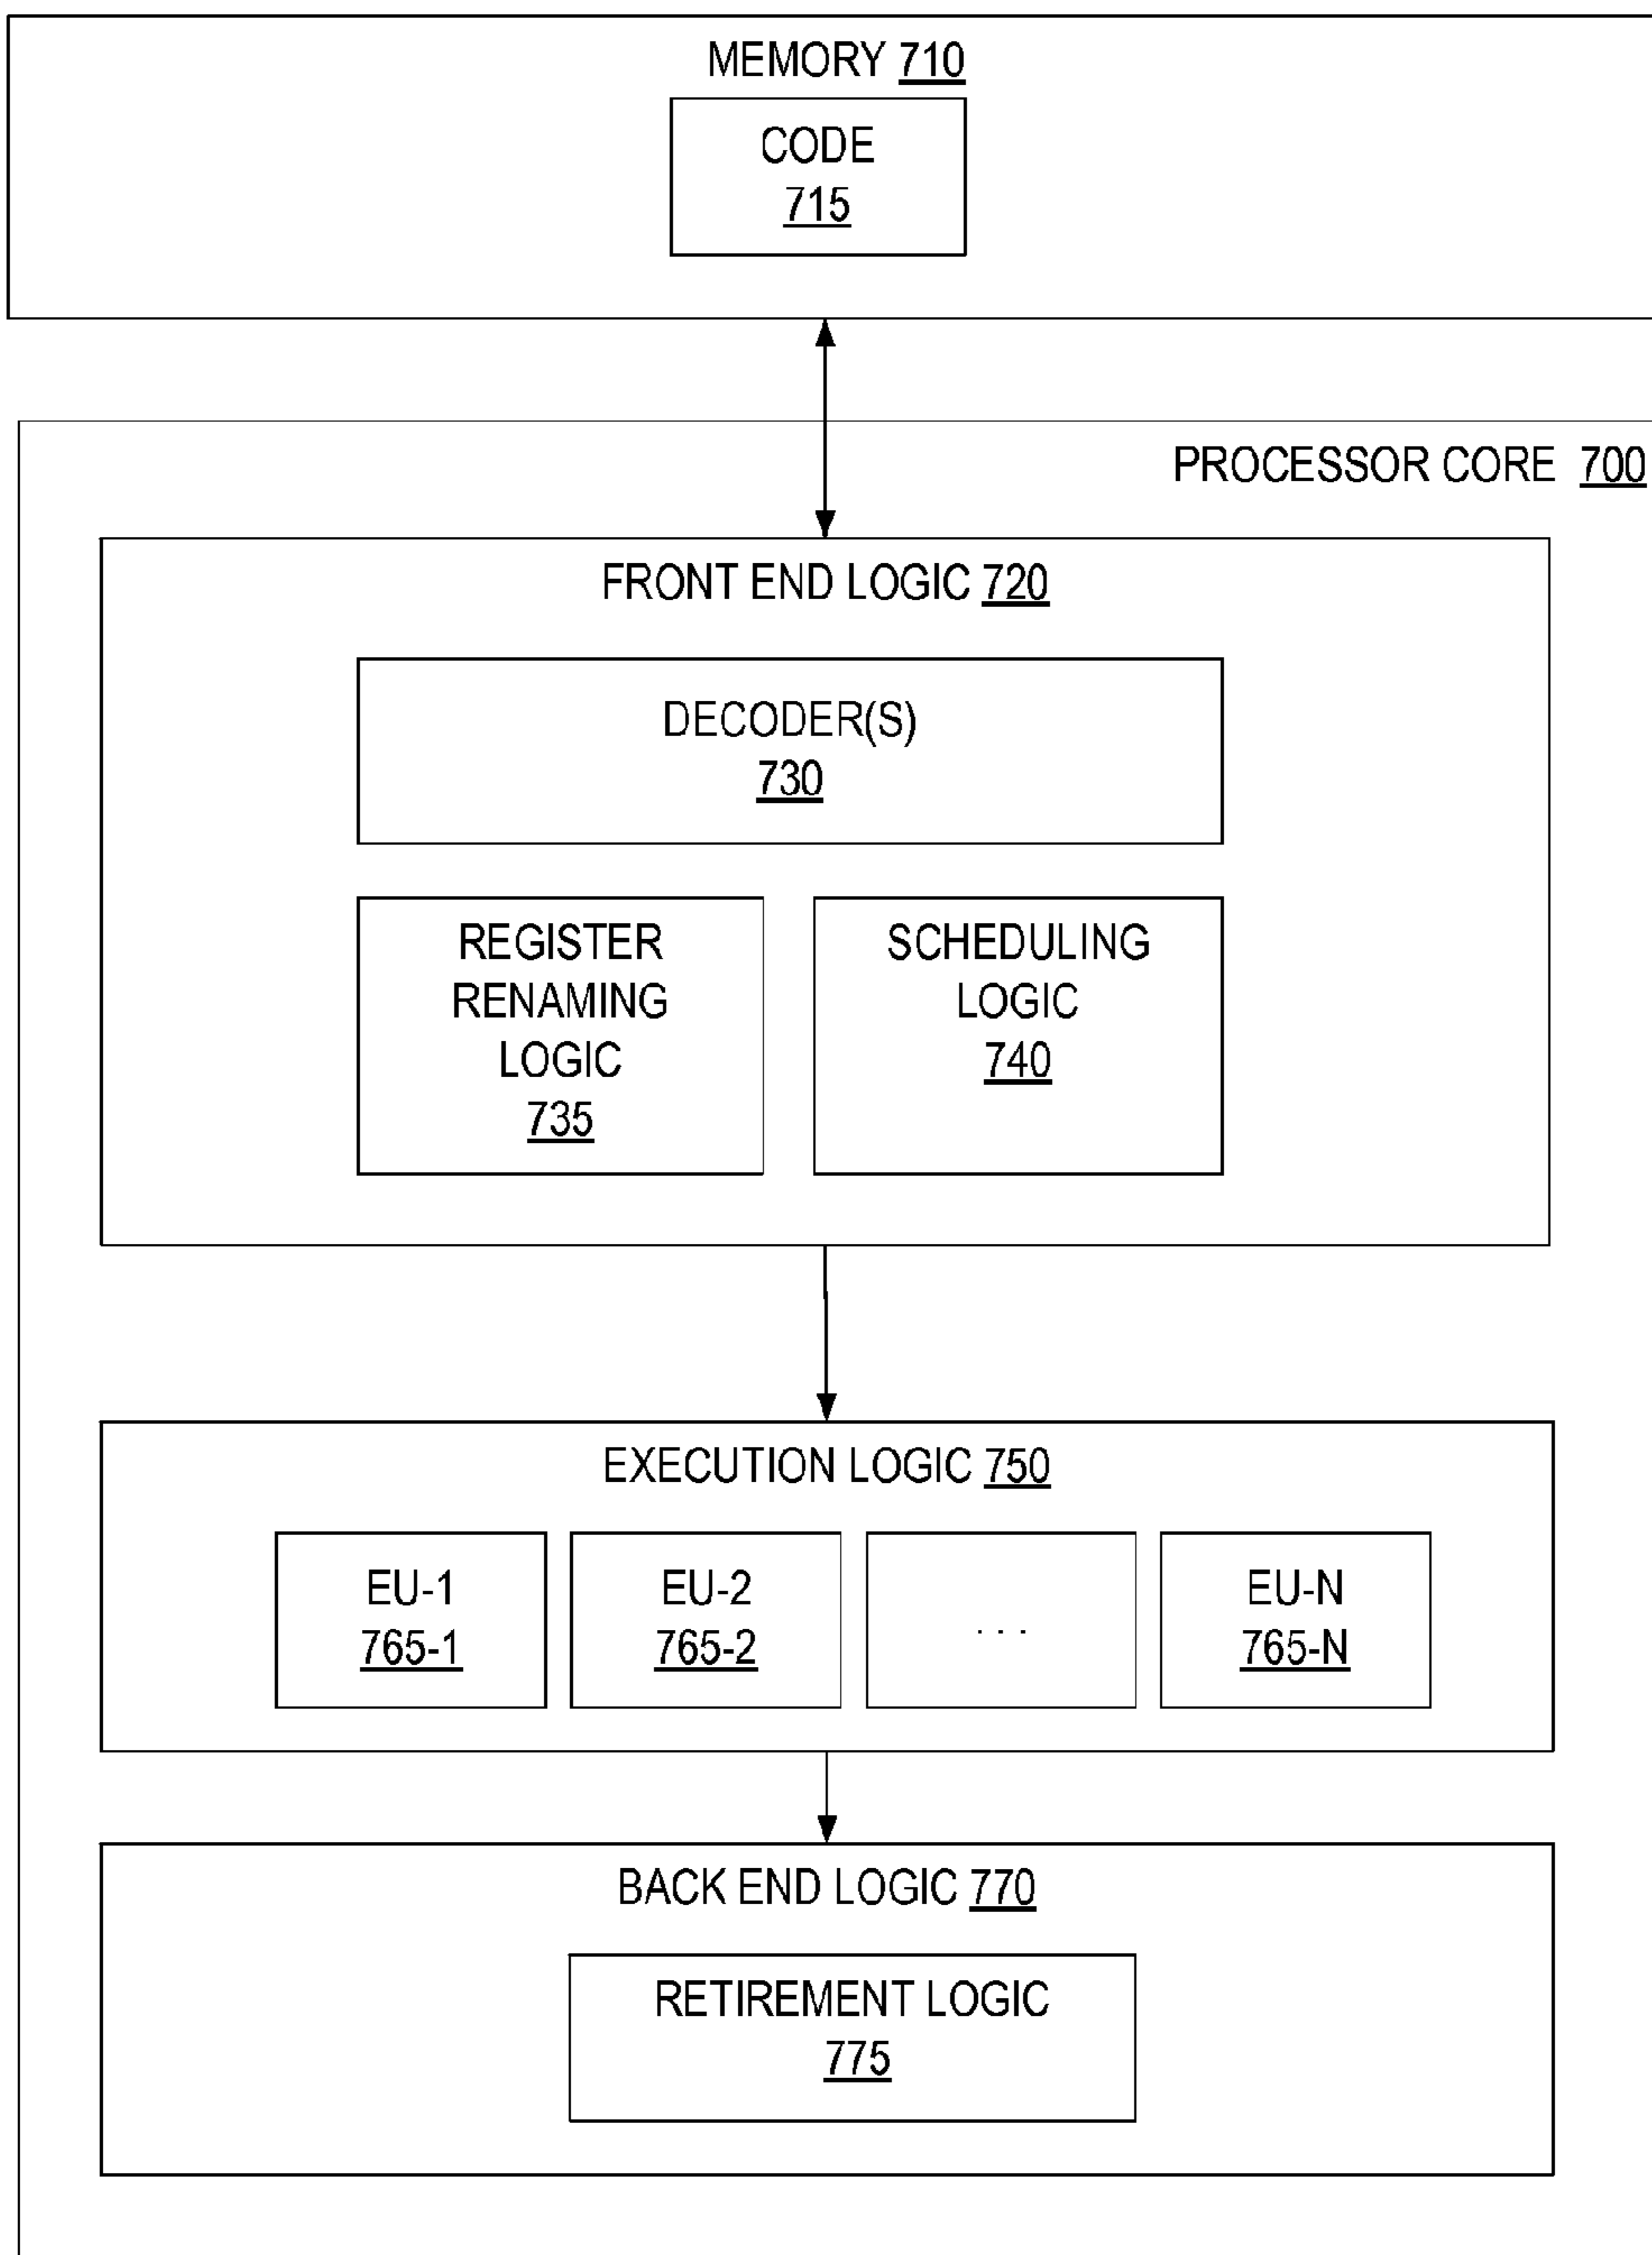 MEMORY 710
CODE
715
PROCESSOR CORE 700
FRONT END LOGIC 720
DECODER(S)
730
REGISTER
RENAMING
LOGIC
735
SCHEDULING
LOGIC
740
EXECUTION LOGIC 750
EU-1
765-1
EU-2
765-2
. . .
EU-N
765-N
BACK END LOGIC 770
RETIREMENT LOGIC
775